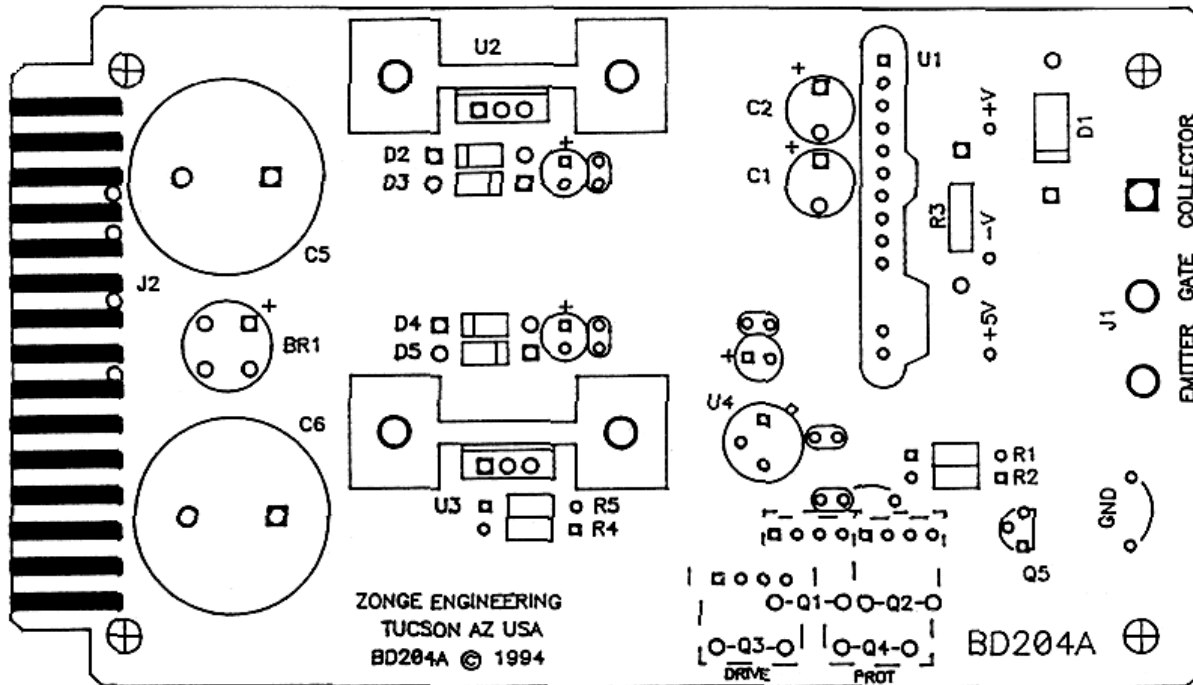 U2
U1
C2
+V
D1
D2
D3
C1
R3
-V
COLLECTOR
C5
J2
+
BR1
D4
D5
+
+
+
+
+
+5V
J1
GATE
EMITTER
C6
U4
U3
R5
R4
R1
R2
GND
Q5
ZONGE ENGINEERING
TUCSON AZ USA
BD204A © 1994
Q1
Q2
Q3
Q4
DRIVE
PROT
BD204A